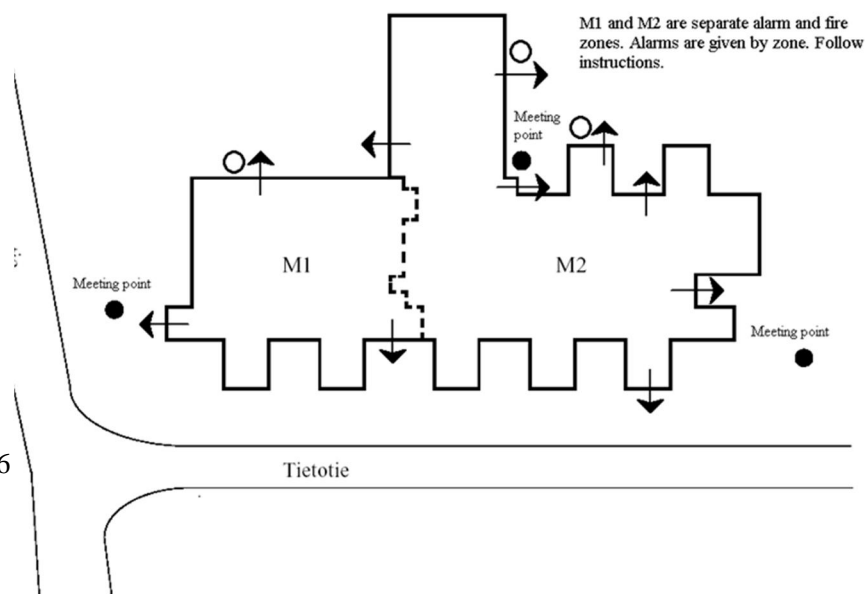 M1 and M2 are separate alarm and fire
zones. Alarms are given by zone. Follow
instructions.
Meeting
point
M1
M2
Meeting point
Meeting point
6
Tietotie